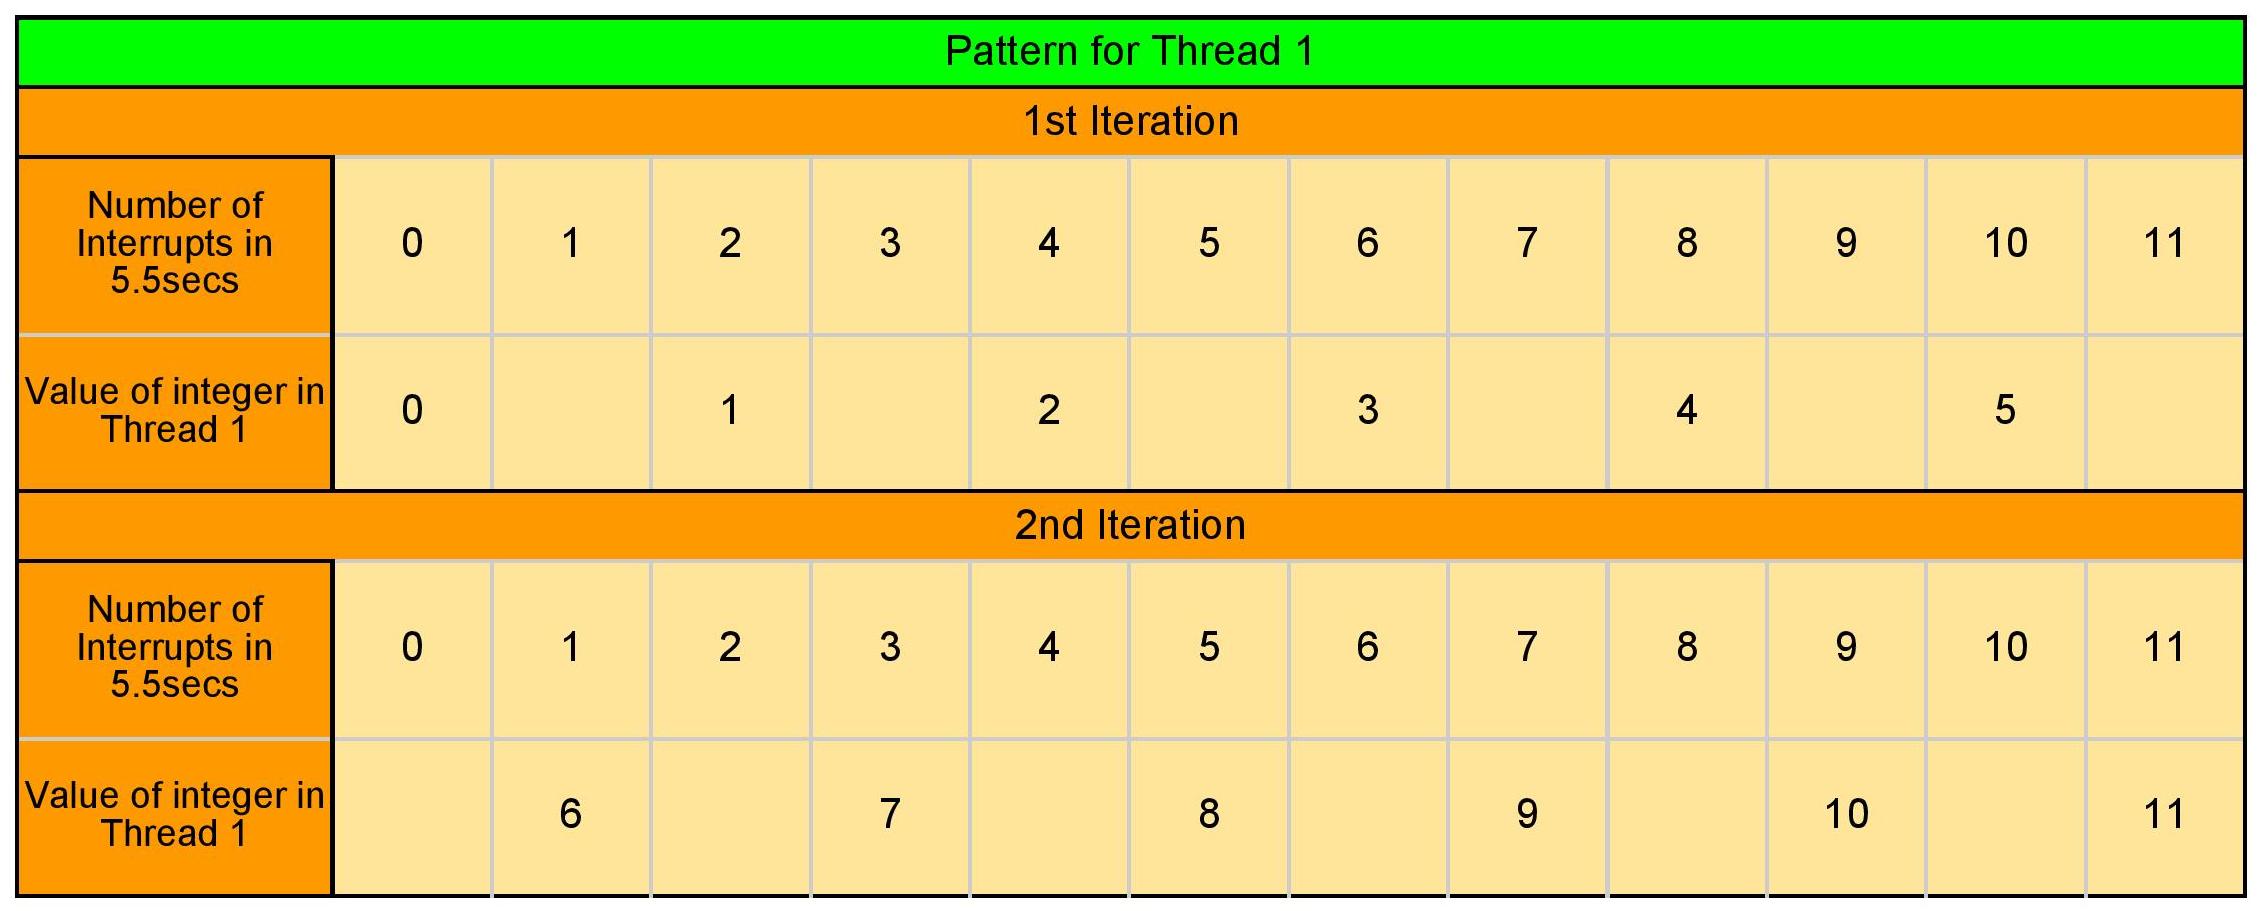 Pattern for Thread 1
1st Iteration
Number of
Interrupts in
5.5secs
0 1 2 3 4 5 6 7 8 9 10 11
Value of integer in
Thread 1
0 1 2 3 4 5
2nd Iteration
Number of
Interrupts in
5.5secs
0 1 2 3 4 5 6 7 8 9 10 11
Value of integer in
Thread 1
6 7 8 9 10 11